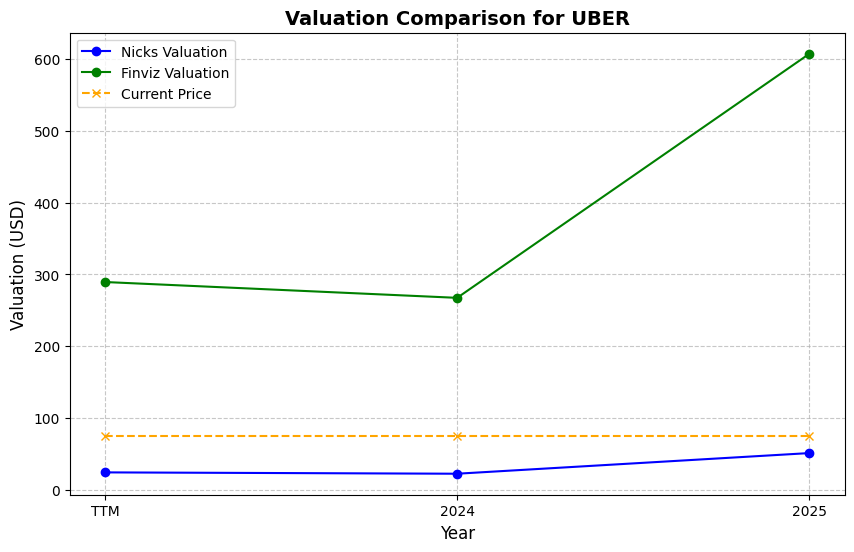 Valuation Comparison for UBER
Nicks Valuation
Finviz Valuation
Current Price
Valuation (USD)
600
500
400
300
200
100
0
TTM 2024 2025
Year